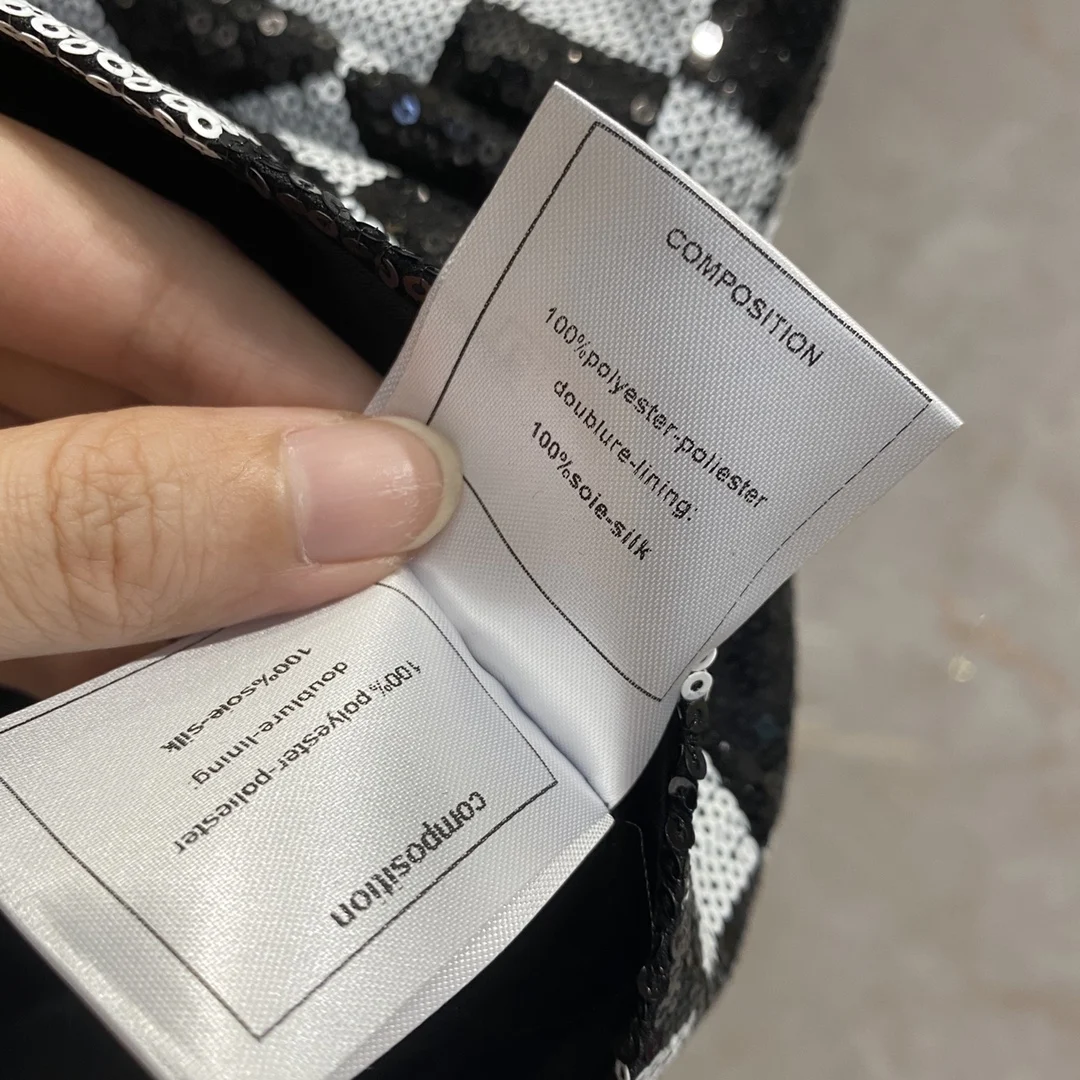 COMPOSITION
100%polyester-poliester
doublure-lining:
100%soie-silk
composition
100% polyester-poliester
doublure-lining:
100%soie-silk